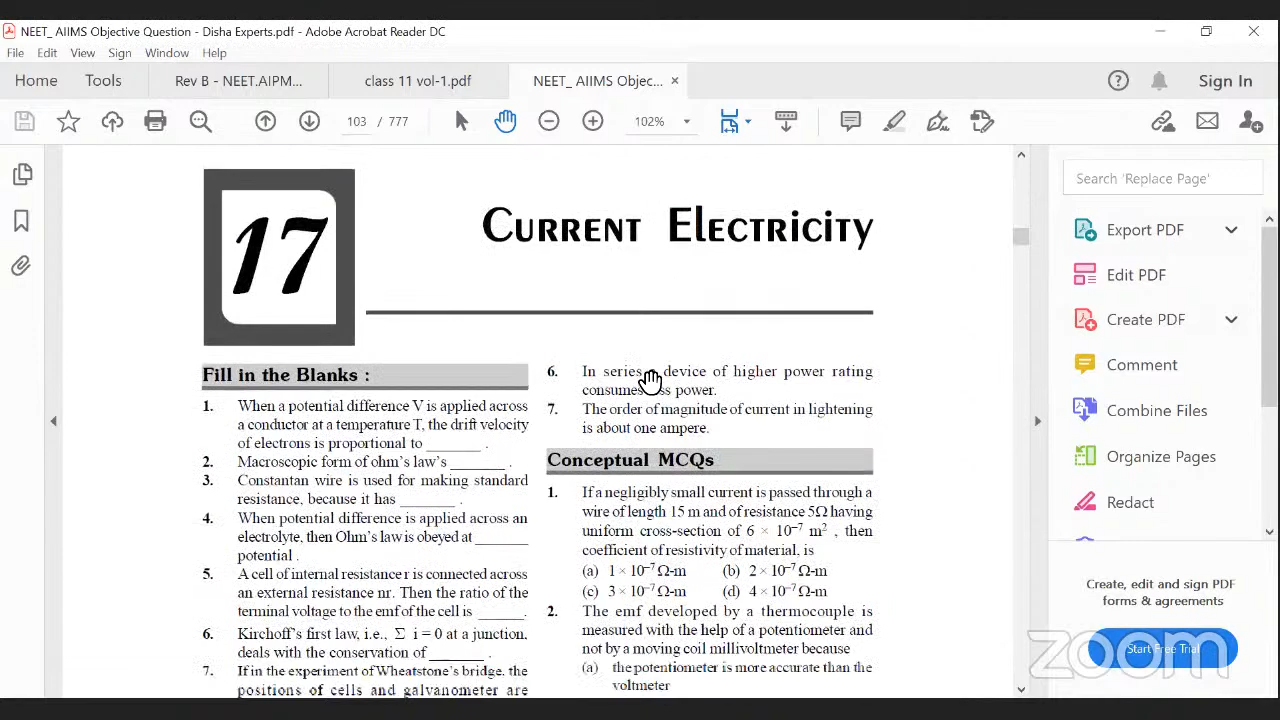 NEET_ AIIMS Objective Question - Disha Experts.pdf - Adobe Acrobat Reader DC
File Edit View Sign Window Help
Home Tools Rev B - NEET.AIPM... class 11 vol-1.pdf NEET_ AIIMS Objec... × ? Sign In
103 / 777 102%
17
CURRENT ELECTRICITY
Fill in the Blanks :
1. When a potential difference V is applied across
a conductor at a temperature T, the drift velocity
of electrons is proportional to _______ .
2. Macroscopic form of ohm's law's _______ .
3. Constantan wire is used for making standard
resistance, because it has _______ .
4. When potential difference is applied across an
electrolyte, then Ohm's law is obeyed at _______
potential .
5. A cell of internal resistance r is connected across
an external resistance nr. Then the ratio of the
terminal voltage to the emf of the cell is _______.
6. Kirchoff's first law, i.e., Σ i = 0 at a junction,
deals with the conservation of _______ .
7. If in the experiment of Wheatstone's bridge, the
positions of cells and galvanometer are
6. In series device of higher power rating
consumes power.
7. The order of magnitude of current in lightening
is about one ampere.
Conceptual MCQs
1. If a negligibly small current is passed through a
wire of length 15 m and of resistance 5Ω having
uniform cross-section of 6 × 10⁻⁷ m² , then
coefficient of resistivity of material, is
(a) 1 × 10⁻⁷ Ω-m (b) 2 × 10⁻⁷ Ω-m
(c) 3 × 10⁻⁷ Ω-m (d) 4 × 10⁻⁷ Ω-m
2. The emf developed by a thermocouple is
measured with the help of a potentiometer and
not by a moving coil millivoltmeter because
(a) the potentiometer is more accurate than the
voltmeter
Search 'Replace Page'
Export PDF
Edit PDF
Create PDF
Comment
Combine Files
Organize Pages
Redact
Create, edit and sign PDF
forms & agreements
Start Free Trial
zoom